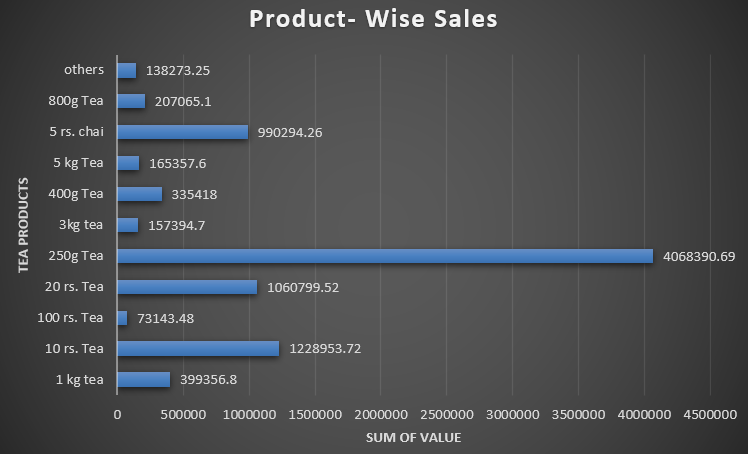 Product- Wise Sales
TEA PRODUCTS
others 138273.25
800g Tea 207065.1
5 rs. chai 990294.26
5 kg Tea 165357.6
400g Tea 335418
3kg tea 157394.7
250g Tea 4068390.69
20 rs. Tea 1060799.52
100 rs. Tea 73143.48
10 rs. Tea 1228953.72
1 kg tea 399356.8
0 500000 1000000 1500000 2000000 2500000 3000000 3500000 4000000 4500000
SUM OF VALUE